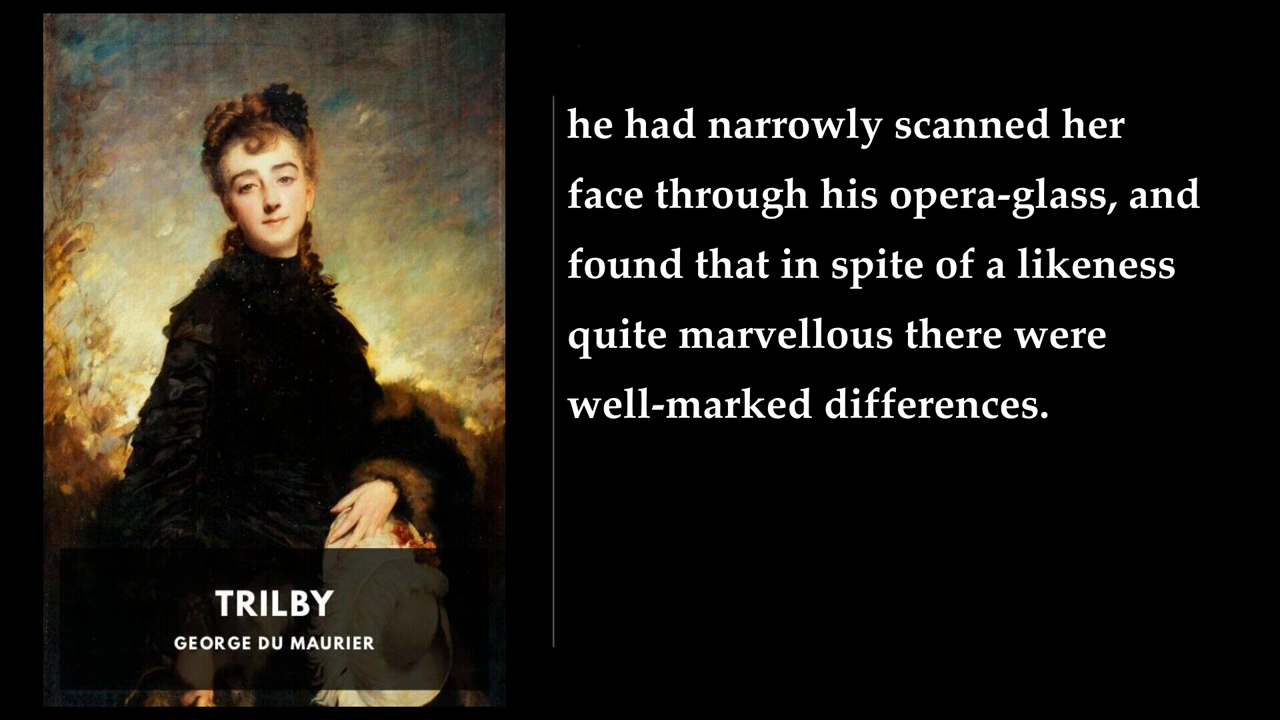 TRILBY
GEORGE DU MAURIER
he had narrowly scanned her
face through his opera-glass, and
found that in spite of a likeness
quite marvellous there were
well-marked differences.